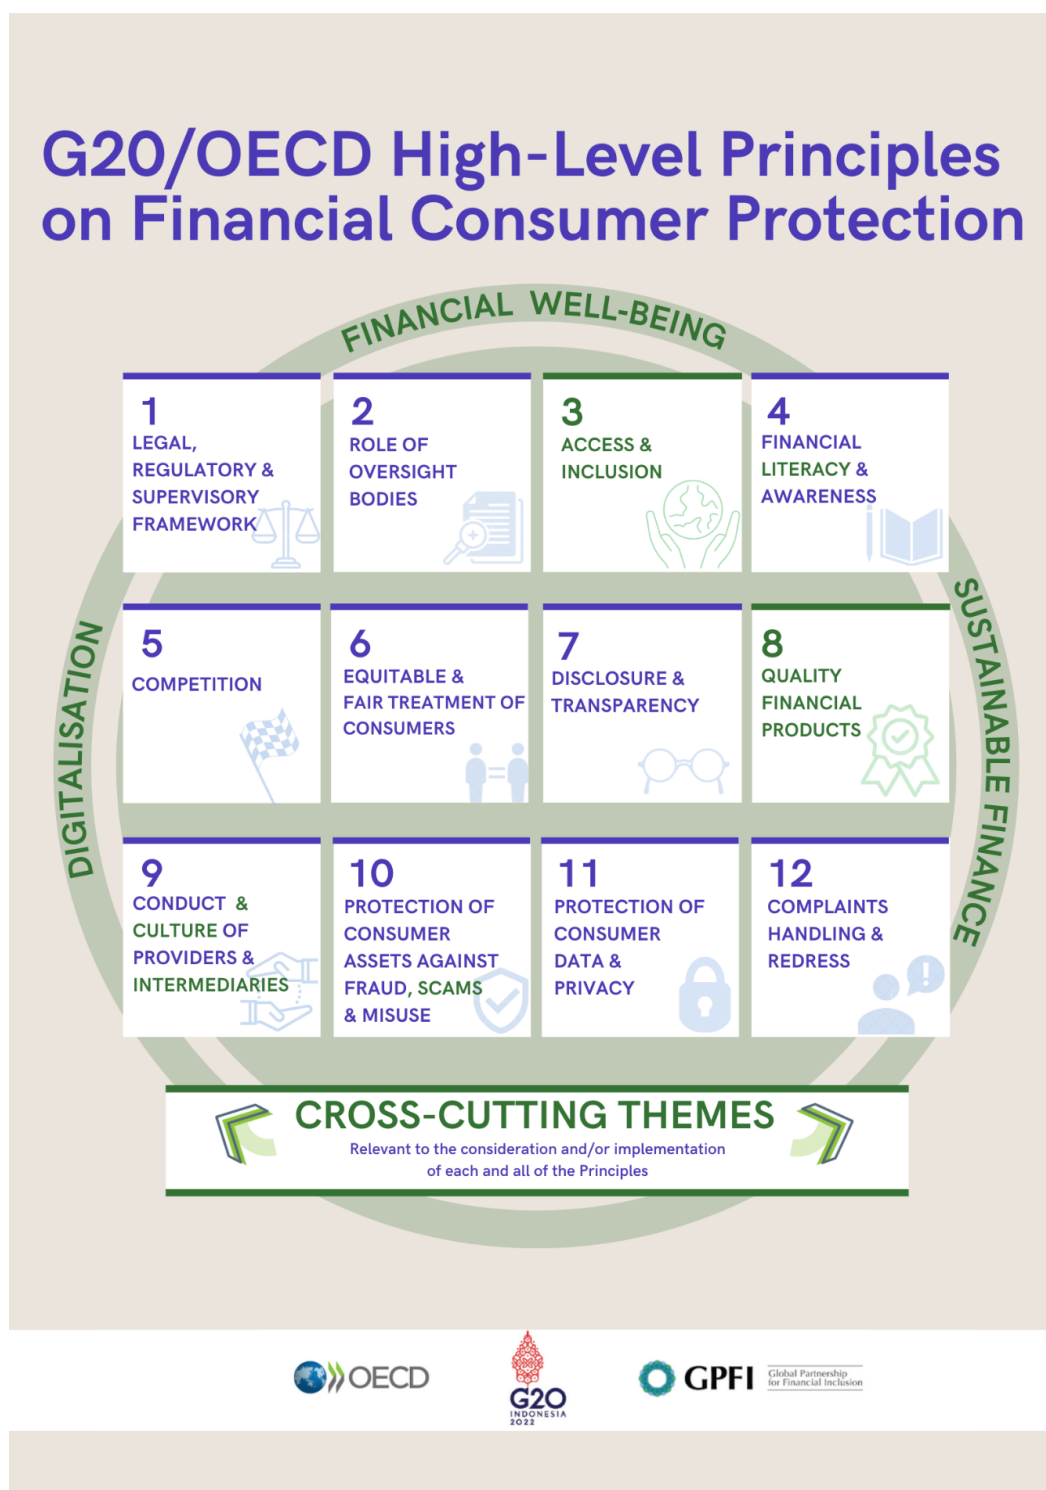 G20/OECD High-Level Principles
on Financial Consumer Protection
FINANCIAL WELL-BEING
DIGITALISATION
SUSTAINABLE FINANCE
1
LEGAL,
REGULATORY &
SUPERVISORY
FRAMEWORK
2
ROLE OF
OVERSIGHT
BODIES
3
ACCESS &
INCLUSION
4
FINANCIAL
LITERACY &
AWARENESS
5
COMPETITION
6
EQUITABLE &
FAIR TREATMENT OF
CONSUMERS
7
DISCLOSURE &
TRANSPARENCY
8
QUALITY
FINANCIAL
PRODUCTS
9
CONDUCT &
CULTURE OF
PROVIDERS &
INTERMEDIARIES
10
PROTECTION OF
CONSUMER
ASSETS AGAINST
FRAUD, SCAMS
& MISUSE
11
PROTECTION OF
CONSUMER
DATA &
PRIVACY
12
COMPLAINTS
HANDLING &
REDRESS
CROSS-CUTTING THEMES
Relevant to the consideration and/or implementation
of each and all of the Principles
OECD
G20
INDONESIA
2022
GPFI
Global Partnership
for Financial Inclusion